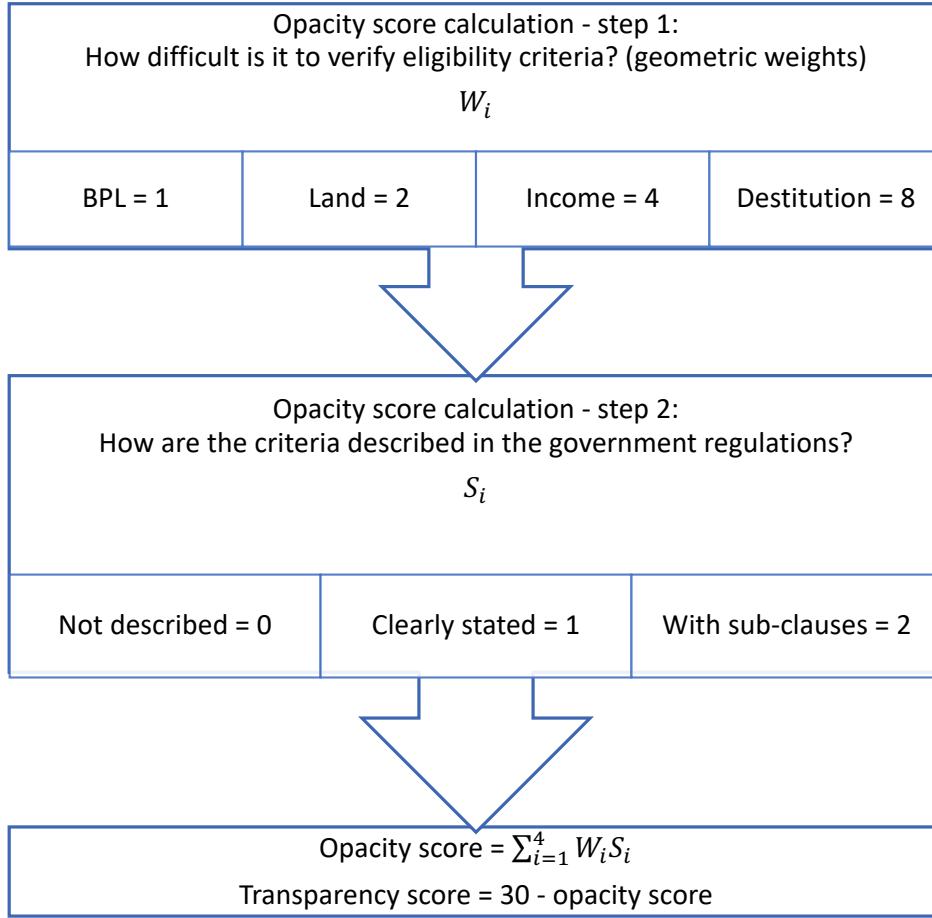 Opacity score calculation - step 1:
How difficult is it to verify eligibility criteria? (geometric weights)
$W_i$
BPL = 1
Land = 2
Income = 4
Destitution = 8
Opacity score calculation - step 2:
How are the criteria described in the government regulations?
$S_i$
Not described = 0
Clearly stated = 1
With sub-clauses = 2
Opacity score = $\sum_{i=1}^{4} W_i S_i$
Transparency score = 30 - opacity score